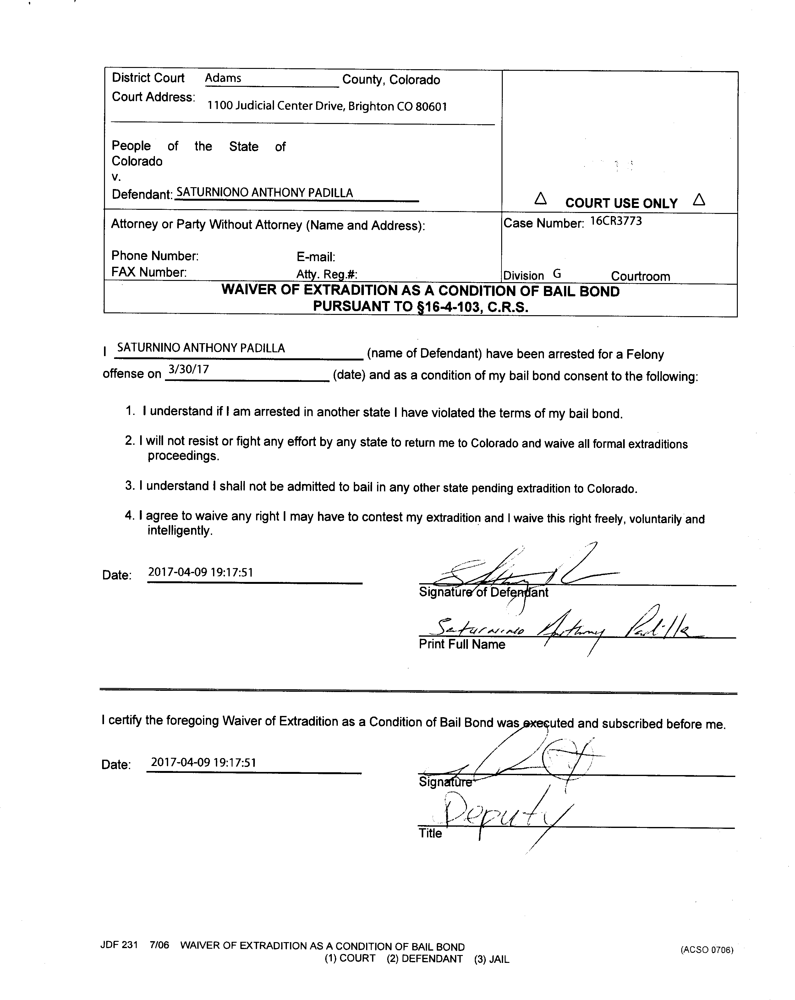 District Court Adams County, Colorado
Court Address:
1100 Judicial Center Drive, Brighton CO 80601
People of the State of
Colorado
v.
Defendant: SATURNIONO ANTHONY PADILLA
△ COURT USE ONLY △
Attorney or Party Without Attorney (Name and Address):
Case Number: 16CR3773
Phone Number: E-mail:
FAX Number: Atty. Reg.#:
Division G Courtroom
WAIVER OF EXTRADITION AS A CONDITION OF BAIL BOND
PURSUANT TO §16-4-103, C.R.S.
I SATURNINO ANTHONY PADILLA (name of Defendant) have been arrested for a Felony
offense on 3/30/17 (date) and as a condition of my bail bond consent to the following:
1. I understand if I am arrested in another state I have violated the terms of my bail bond.
2. I will not resist or fight any effort by any state to return me to Colorado and waive all formal extraditions
proceedings.
3. I understand I shall not be admitted to bail in any other state pending extradition to Colorado.
4. I agree to waive any right I may have to contest my extradition and I waive this right freely, voluntarily and
intelligently.
Date: 2017-04-09 19:17:51
Signature of Defendant
Saturnino Anthony Padilla
Print Full Name
I certify the foregoing Waiver of Extradition as a Condition of Bail Bond was executed and subscribed before me.
Date: 2017-04-09 19:17:51
Signature
Deputy
Title
JDF 231 7/06 WAIVER OF EXTRADITION AS A CONDITION OF BAIL BOND
(1) COURT (2) DEFENDANT (3) JAIL
(ACSO 0706)